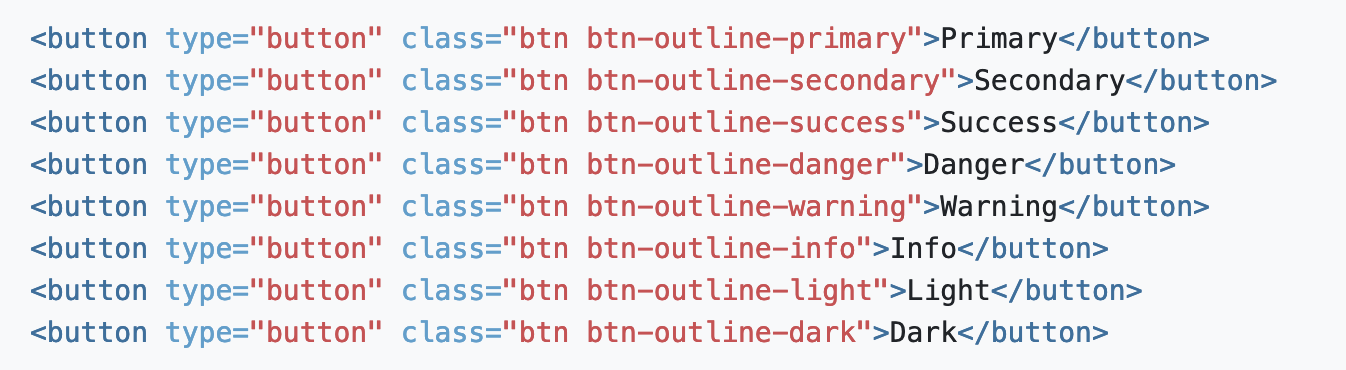 <button type="button" class="btn btn-outline-primary">Primary</button>
<button type="button" class="btn btn-outline-secondary">Secondary</button>
<button type="button" class="btn btn-outline-success">Success</button>
<button type="button" class="btn btn-outline-danger">Danger</button>
<button type="button" class="btn btn-outline-warning">Warning</button>
<button type="button" class="btn btn-outline-info">Info</button>
<button type="button" class="btn btn-outline-light">Light</button>
<button type="button" class="btn btn-outline-dark">Dark</button>